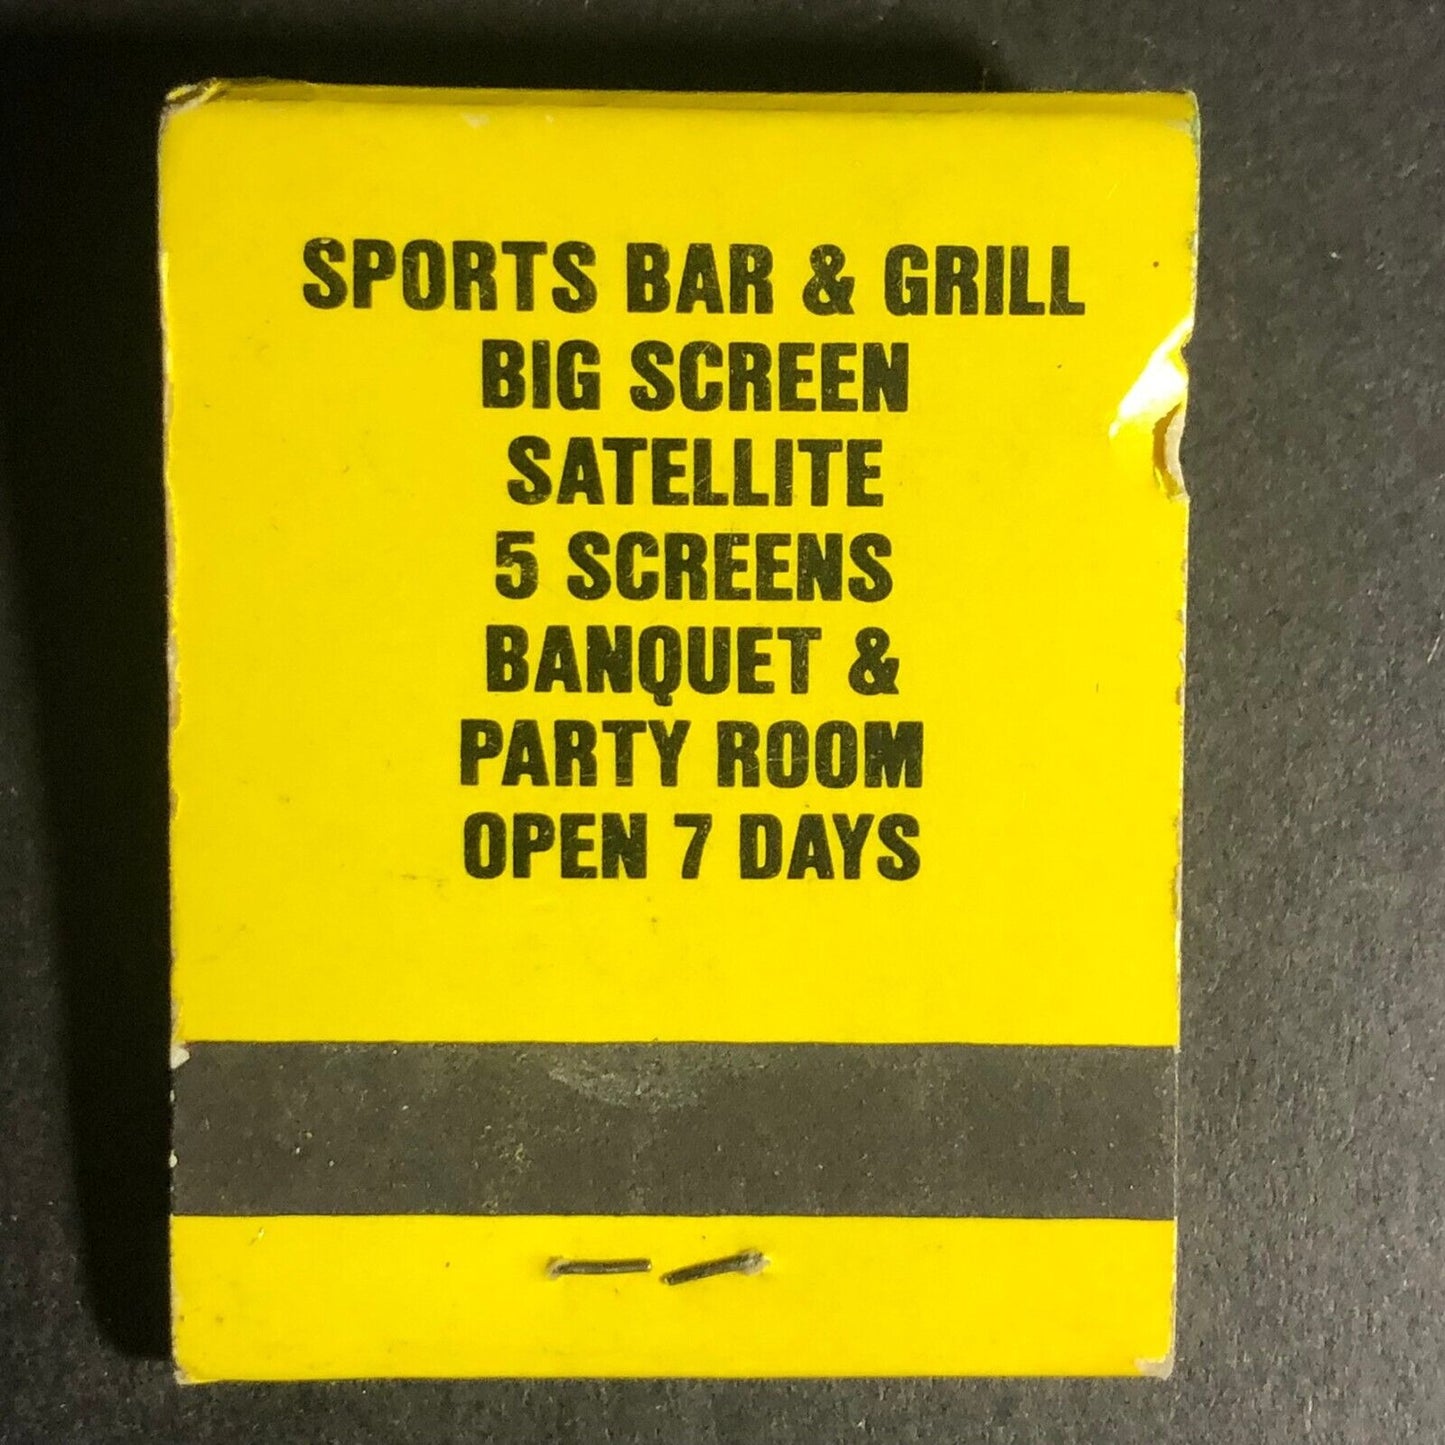 SPORTS BAR & GRILL
BIG SCREEN
SATELLITE
5 SCREENS
BANQUET &
PARTY ROOM
OPEN 7 DAYS